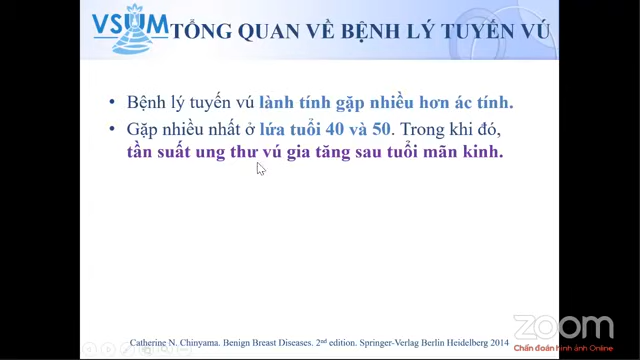 VSUM
TỔNG QUAN VỀ BỆNH LÝ TUYẾN VÚ
• Bệnh lý tuyến vú lành tính gặp nhiều hơn ác tính.
• Gặp nhiều nhất ở lứa tuổi 40 và 50. Trong khi đó,
tần suất ung thư vú gia tăng sau tuổi mãn kinh.
Catherine N. Chinyama. Benign Breast Diseases. 2nd edition. Springer-Verlag Berlin Heidelberg 2014
zoom
Chẩn đoán hình ảnh Online